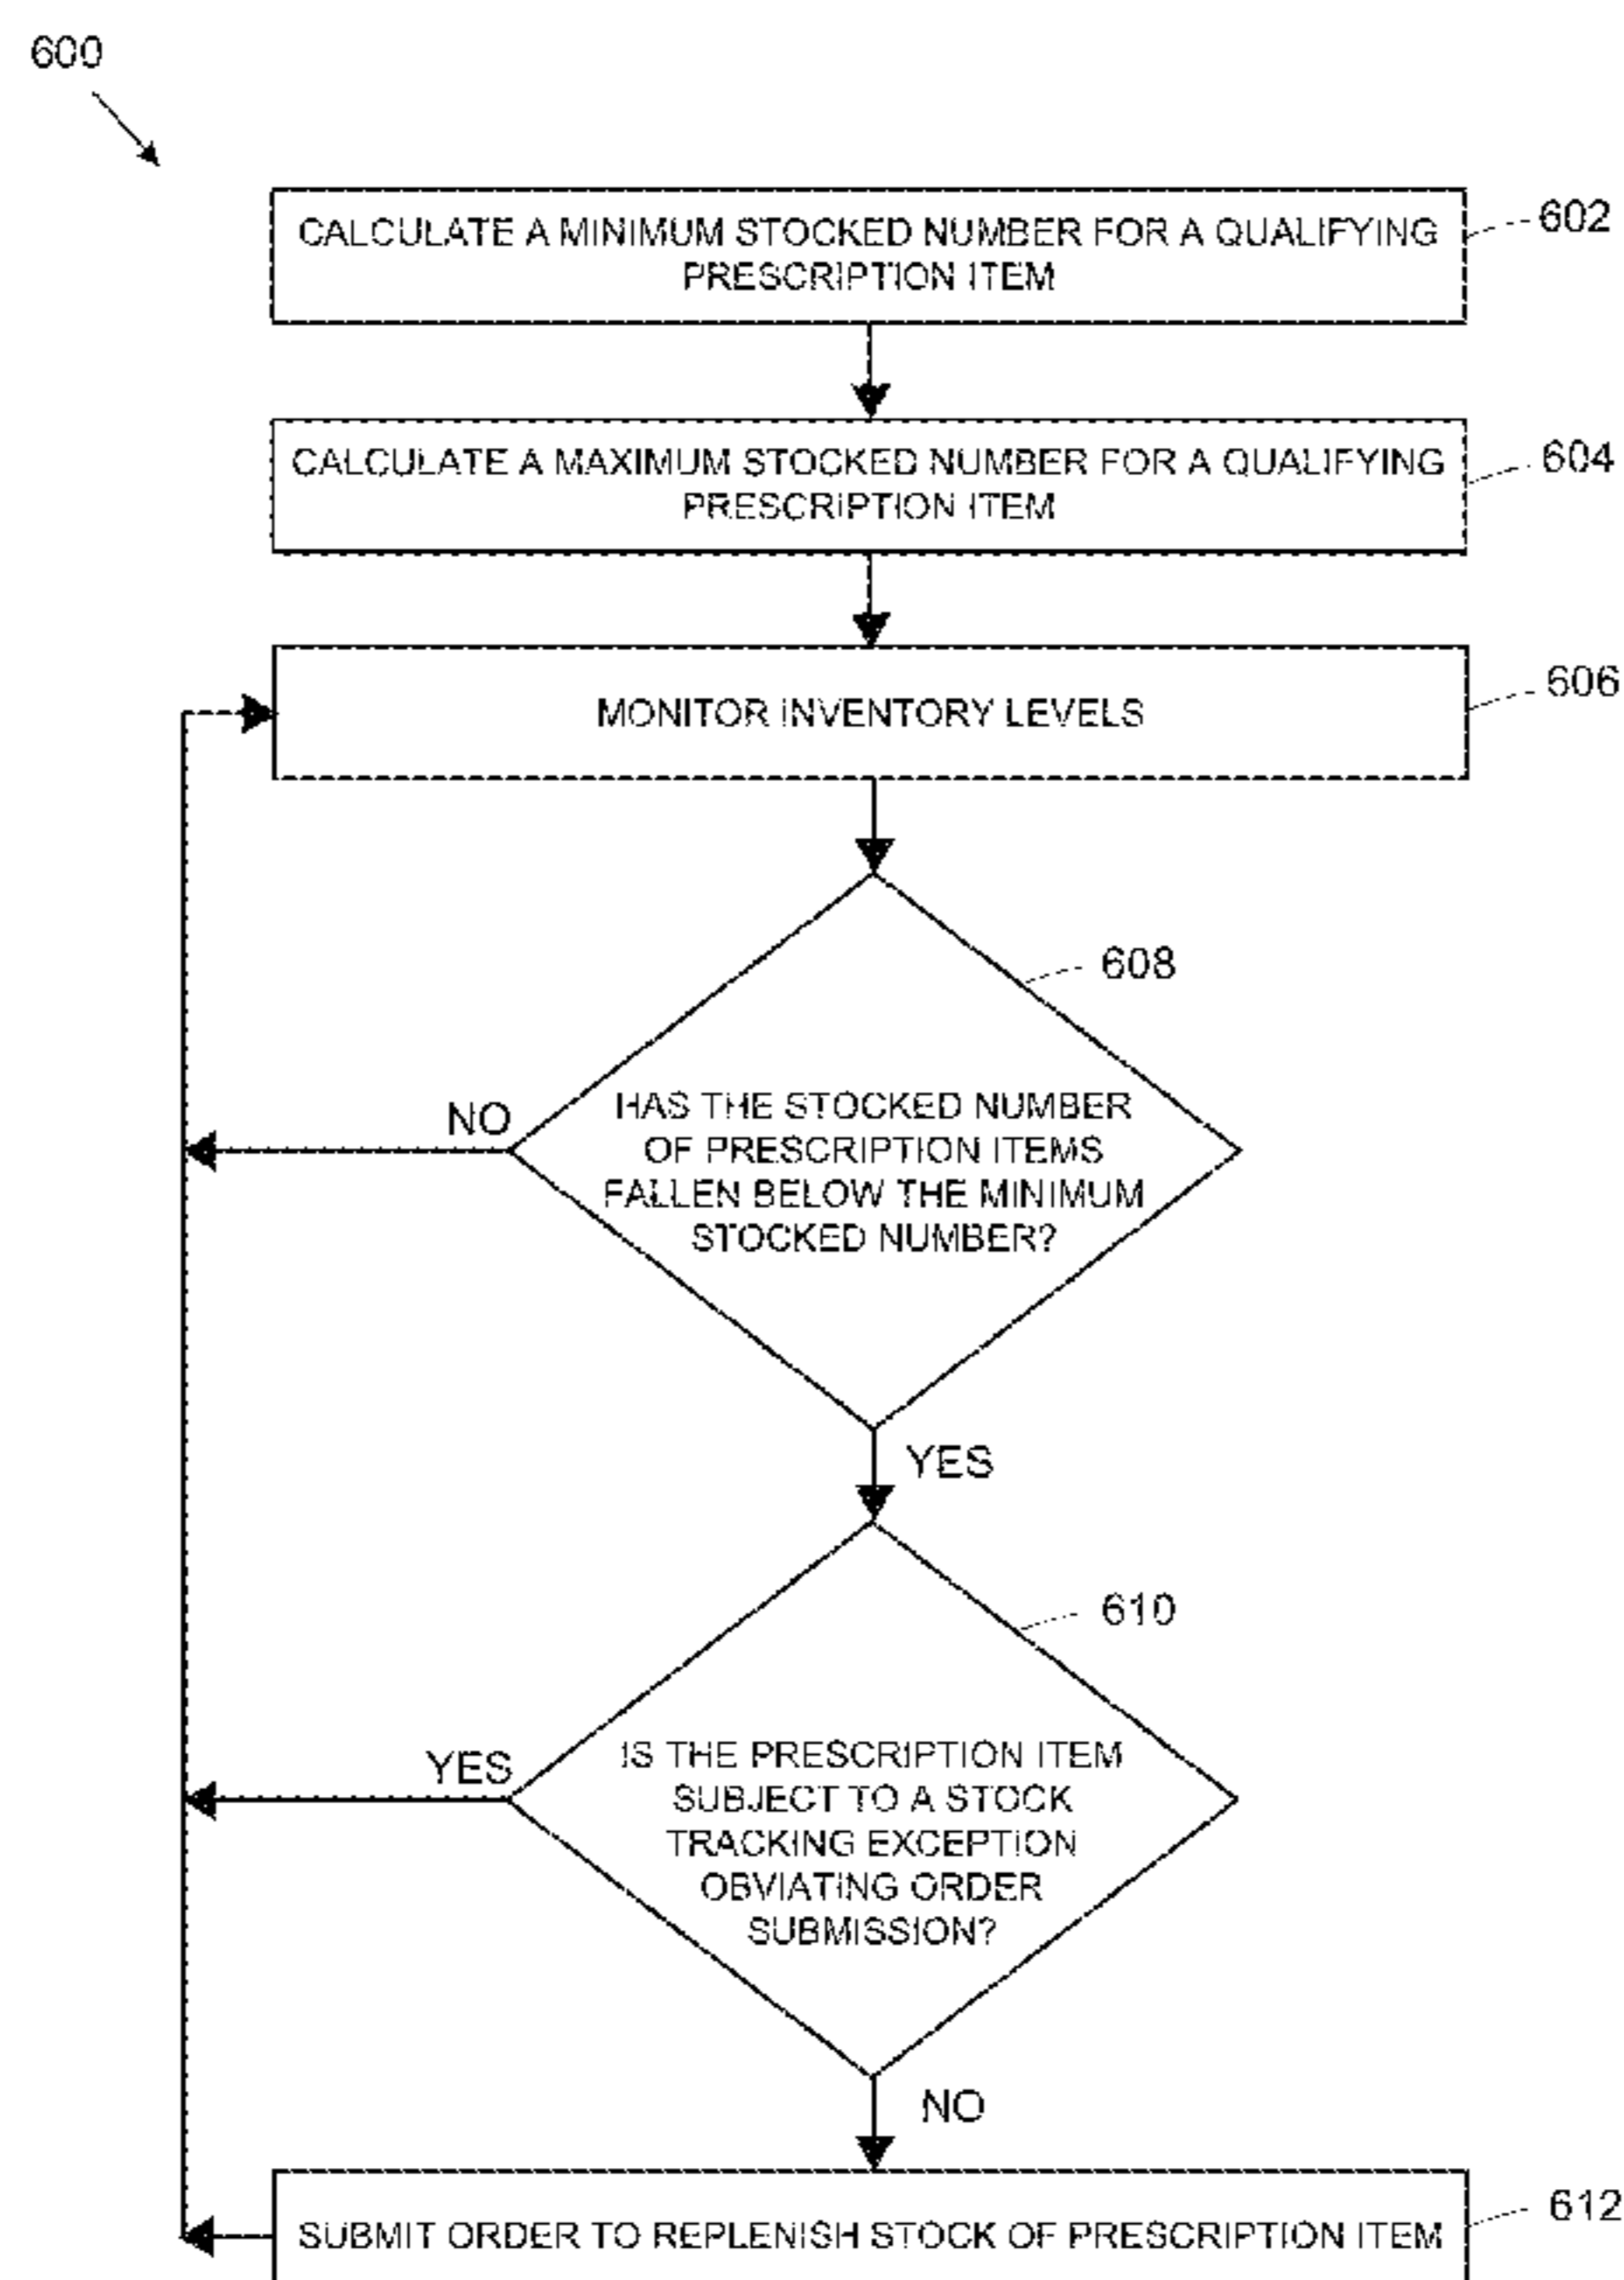 600
CALCULATE A MINIMUM STOCKED NUMBER FOR A QUALIFYING
PRESCRIPTION ITEM
602
CALCULATE A MAXIMUM STOCKED NUMBER FOR A QUALIFYING
PRESCRIPTION ITEM
604
MONITOR INVENTORY LEVELS
606
608
HAS THE STOCKED NUMBER
OF PRESCRIPTION ITEMS
FALLEN BELOW THE MINIMUM
STOCKED NUMBER?
NO
YES
610
IS THE PRESCRIPTION ITEM
SUBJECT TO A STOCK
TRACKING EXCEPTION
OBVIATING ORDER
SUBMISSION?
YES
NO
SUBMIT ORDER TO REPLENISH STOCK OF PRESCRIPTION ITEM
612